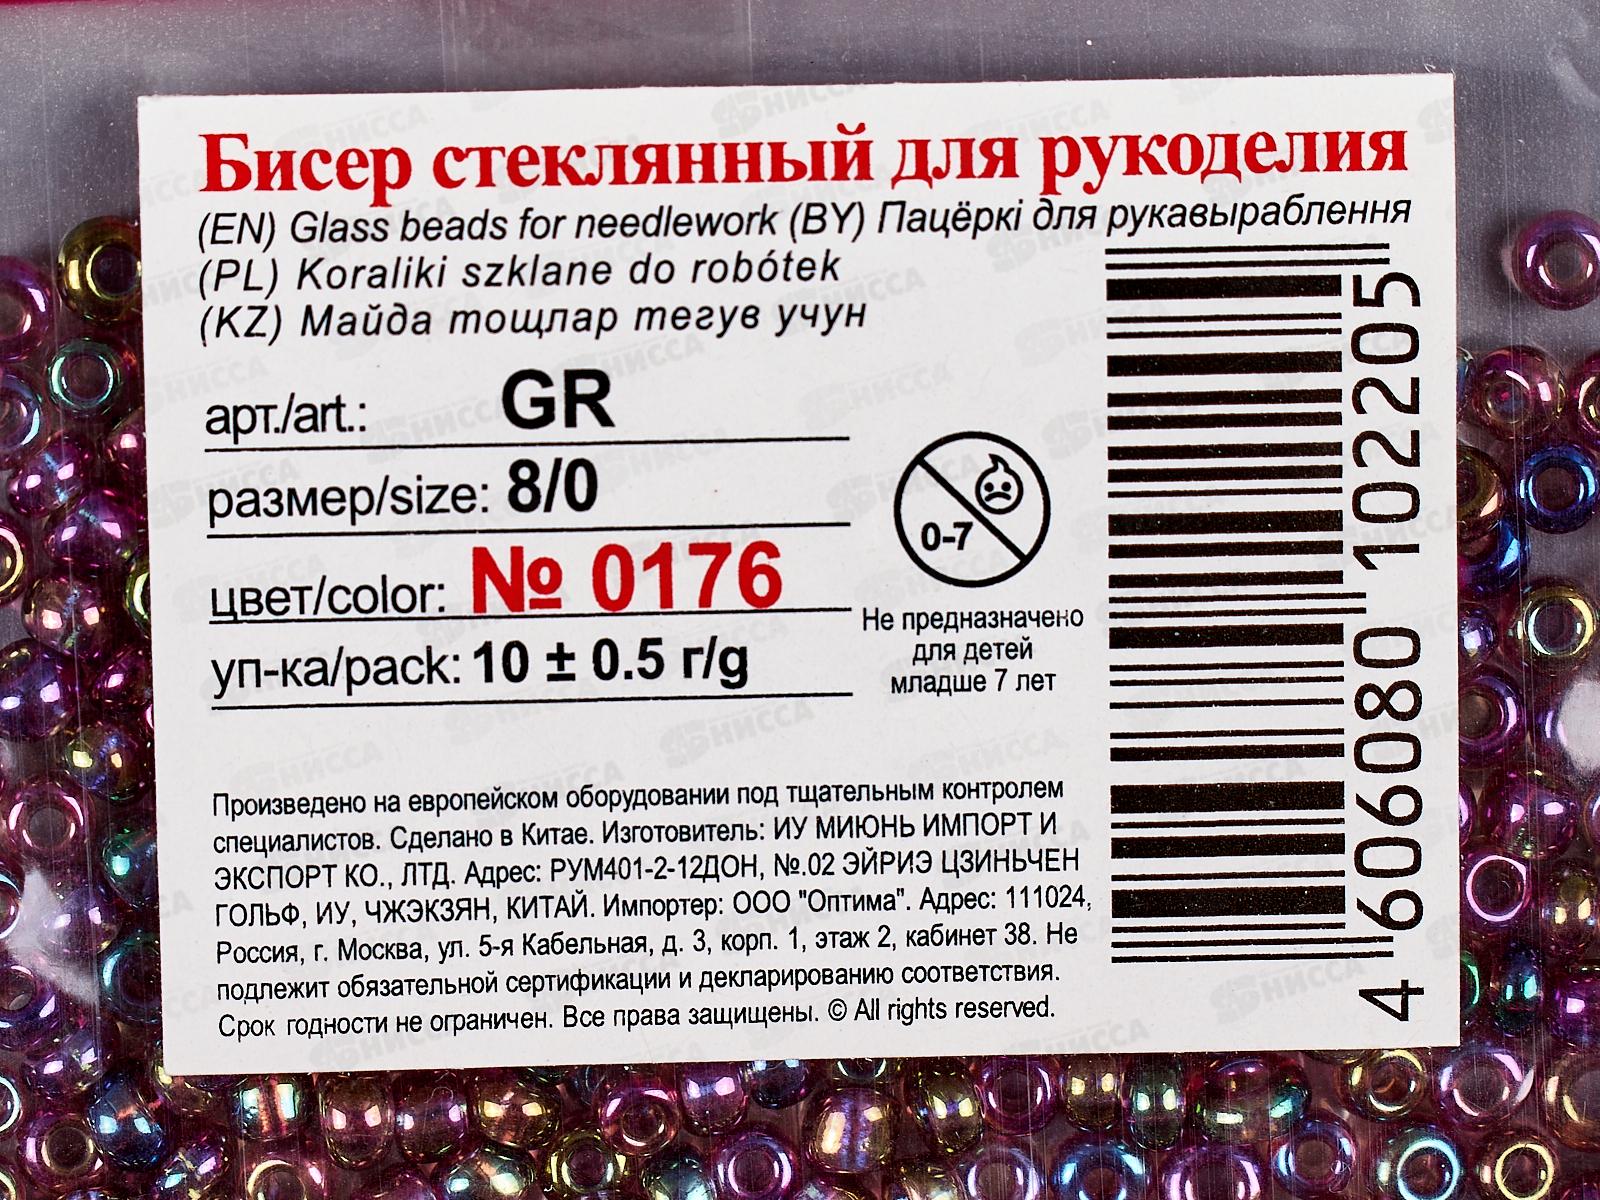 Бисер стеклянный для рукоделия
(EN) Glass beads for needlework (BY) Пацёркі для рукавыраблення
(PL) Koraliki szklane do robótek
(KZ) Майда тощлар тегув учун
арт./art.: GR
размер/size: 8/0
цвет/color: № 0176
уп-ка/pack: 10 ± 0.5 г/g
0-7
Не предназначено
для детей
младше 7 лет
Произведено на европейском оборудовании под тщательным контролем
специалистов. Сделано в Китае. Изготовитель: ИУ МИЮНЬ ИМПОРТ И
ЭКСПОРТ КО., ЛТД. Адрес: РУМ401-2-12ДОН, №.02 ЭЙРИЭ ЦЗИНЬЧЕН
ГОЛЬФ, ИУ, ЧЖЭКЗЯН, КИТАЙ. Импортер: ООО "Оптима". Адрес: 111024,
Россия, г. Москва, ул. 5-я Кабельная, д. 3, корп. 1, этаж 2, кабинет 38. Не
подлежит обязательной сертификации и декларированию соответствия.
Срок годности не ограничен. Все права защищены. © All rights reserved.
4 606080 102205
НИССА